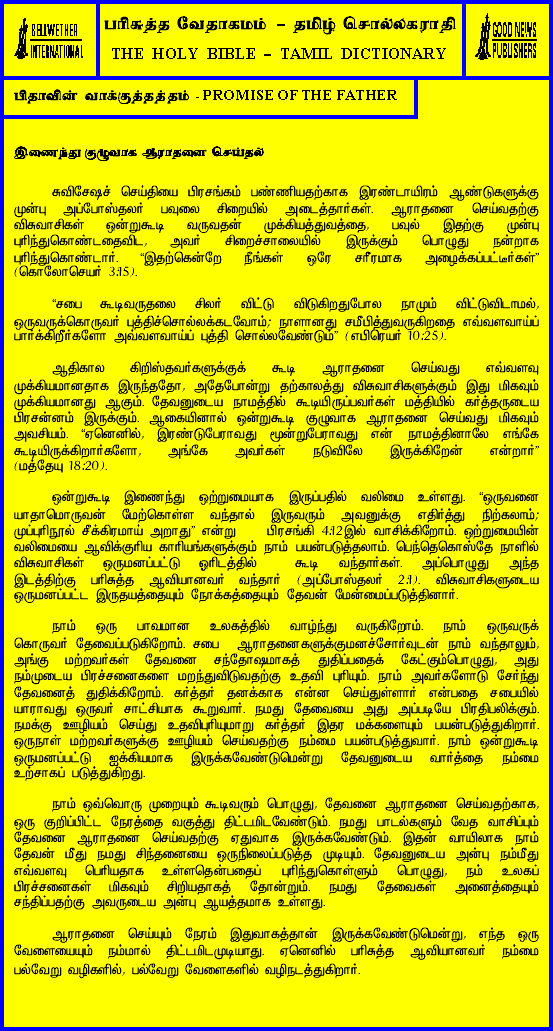 BELLWETHER
INTERNATIONAL
பரிசுத்த வேதாகமம் – தமிழ் சொல்லகராதி
THE HOLY BIBLE – TAMIL DICTIONARY
GOOD NEWS
PUBLISHERS
பிதாவின் வாக்குத்தத்தம் - PROMISE OF THE FATHER
இணைந்து குழுவாக ஆராதனை செய்தல்
சுவிசேஷச் செய்தியை பிரசங்கம் பண்ணியதற்காக இரண்டாயிரம் ஆண்டுகளுக்கு
முன்பு அப்போஸ்தலர் பவுலை சிறையில் அடைத்தார்கள். ஆராதனை செய்வதற்கு
விசுவாசிகள் ஒன்றுகூடி வருவதன் முக்கியத்துவத்தை, பவுல் இதற்கு முன்பு
புரிந்துகொண்டதைவிட, அவர் சிறைச்சாலையில் இருக்கும் பொழுது நன்றாக
புரிந்துகொண்டார். “இதற்கென்றே நீங்கள் ஒரே சரீரமாக அழைக்கப்பட்டீர்கள்”
(கொலோசெயர் 3:15).
“சபை கூடிவருதலை சிலர் விட்டு விடுகிறதுபோல நாமும் விட்டுவிடாமல்,
ஒருவருக்கொருவர் புத்திச்சொல்லக்கடவோம்; நாளானது சமீபித்துவருகிறதை எவ்வளவாய்ப்
பார்க்கிறீர்களோ அவ்வளவாய்ப் புத்தி சொல்லவேண்டும்” (எபிரெயர் 10:25).
ஆதிகால கிறிஸ்தவர்களுக்குக் கூடி ஆராதனை செய்வது எவ்வளவு
முக்கியமானதாக இருந்ததோ, அதேபோன்று தற்காலத்து விசுவாசிகளுக்கும் இது மிகவும்
முக்கியமானது ஆகும். தேவனுடைய நாமத்தில் கூடியிருப்பவர்கள் மத்தியில் கர்த்தருடைய
பிரசன்னம் இருக்கும். ஆகையினால் ஒன்றுகூடி குழுவாக ஆராதனை செய்வது மிகவும்
அவசியம். “ஏனெனில், இரண்டுபேராவது மூன்றுபேராவது என் நாமத்தினாலே எங்கே
கூடியிருக்கிறார்களோ, அங்கே அவர்கள் நடுவிலே இருக்கிறேன் என்றார்”
(மத்தேயு 18:20).
ஒன்றுகூடி இணைந்து ஒற்றுமையாக இருப்பதில் வலிமை உள்ளது. “ஒருவனை
யாதாமொருவன் மேற்கொள்ள வந்தால் இருவரும் அவனுக்கு எதிர்த்து நிற்கலாம்;
முப்புரிநூல் சீக்கிரமாய் அறாது” என்று பிரசங்கி 4:12இல் வாசிக்கிறோம். ஒற்றுமையின்
வலிமையை ஆவிக்குரிய காரியங்களுக்கும் நாம் பயன்படுத்தலாம். பெந்தெகொஸ்தே நாளில்
விசுவாசிகள் ஒருமனப்பட்டு ஓரிடத்தில் கூடி வந்தார்கள். அப்பொழுது அந்த
இடத்திற்கு பரிசுத்த ஆவியானவர் வந்தார் (அப்போஸ்தலர் 2:1). விசுவாசிகளுடைய
ஒருமனப்பட்ட இருதயத்தையும் நோக்கத்தையும் தேவன் மேன்மைப்படுத்தினார்.
நாம் ஒரு பாவமான உலகத்தில் வாழ்ந்து வருகிறோம். நாம் ஒருவருக்
கொருவர் தேவைப்படுகிறோம். சபை ஆராதனைகளுக்குமனச்சோர்வுடன் நாம் வந்தாலும்,
அங்கு மற்றவர்கள் தேவனை சந்தோஷமாகத் துதிப்பதைக் கேட்கும்பொழுது, அது
நம்முடைய பிரச்சனைகளை மறந்துவிடுவதற்கு உதவி புரியும். நாம் அவர்களோடு சேர்ந்து
தேவனைத் துதிக்கிறோம். கர்த்தர் தனக்காக என்ன செய்துள்ளார் என்பதை சபையில்
யாராவது ஒருவர் சாட்சியாக கூறுவார். நமது தேவையை அது அப்படியே பிரதிபலிக்கும்.
நமக்கு ஊழியம் செய்து உதவிபுரியுமாறு கர்த்தர் இதர மக்களையும் பயன்படுத்துகிறார்.
ஒருநாள் மற்றவர்களுக்கு ஊழியம் செய்வதற்கு நம்மை பயன்படுத்துவார். நாம் ஒன்றுகூடி
ஒருமனப்பட்டு ஐக்கியமாக இருக்கவேண்டுமென்று தேவனுடைய வார்த்தை நம்மை
உற்சாகப் படுத்துகிறது.
நாம் ஒவ்வொரு முறையும் கூடிவரும் பொழுது, தேவனை ஆராதனை செய்வதற்காக,
ஒரு குறிப்பிட்ட நேரத்தை வகுத்து திட்டமிடவேண்டும். நமது பாடல்களும் வேத வாசிப்பும்
தேவனை ஆராதனை செய்வதற்கு ஏதுவாக இருக்கவேண்டும். இதன் வாயிலாக நாம்
தேவன் மீது நமது சிந்தனையை ஒருநிலைப்படுத்த முடியும். தேவனுடைய அன்பு நம்மீது
எவ்வளவு பெரியதாக உள்ளதென்பதைப் புரிந்துகொள்ளும் பொழுது, நம் உலகப்
பிரச்சனைகள் மிகவும் சிறியதாகத் தோன்றும். நமது தேவைகள் அனைத்தையும்
சந்திப்பதற்கு அவருடைய அன்பு ஆயத்தமாக உள்ளது.
ஆராதனை செய்யும் நேரம் இதுவாகத்தான் இருக்கவேண்டுமென்று, எந்த ஒரு
வேளையையும் நம்மால் திட்டமிடமுடியாது. ஏனெனில் பரிசுத்த ஆவியானவர் நம்மை
பல்வேறு வழிகளில், பல்வேறு வேளைகளில் வழிநடத்துகிறார்.